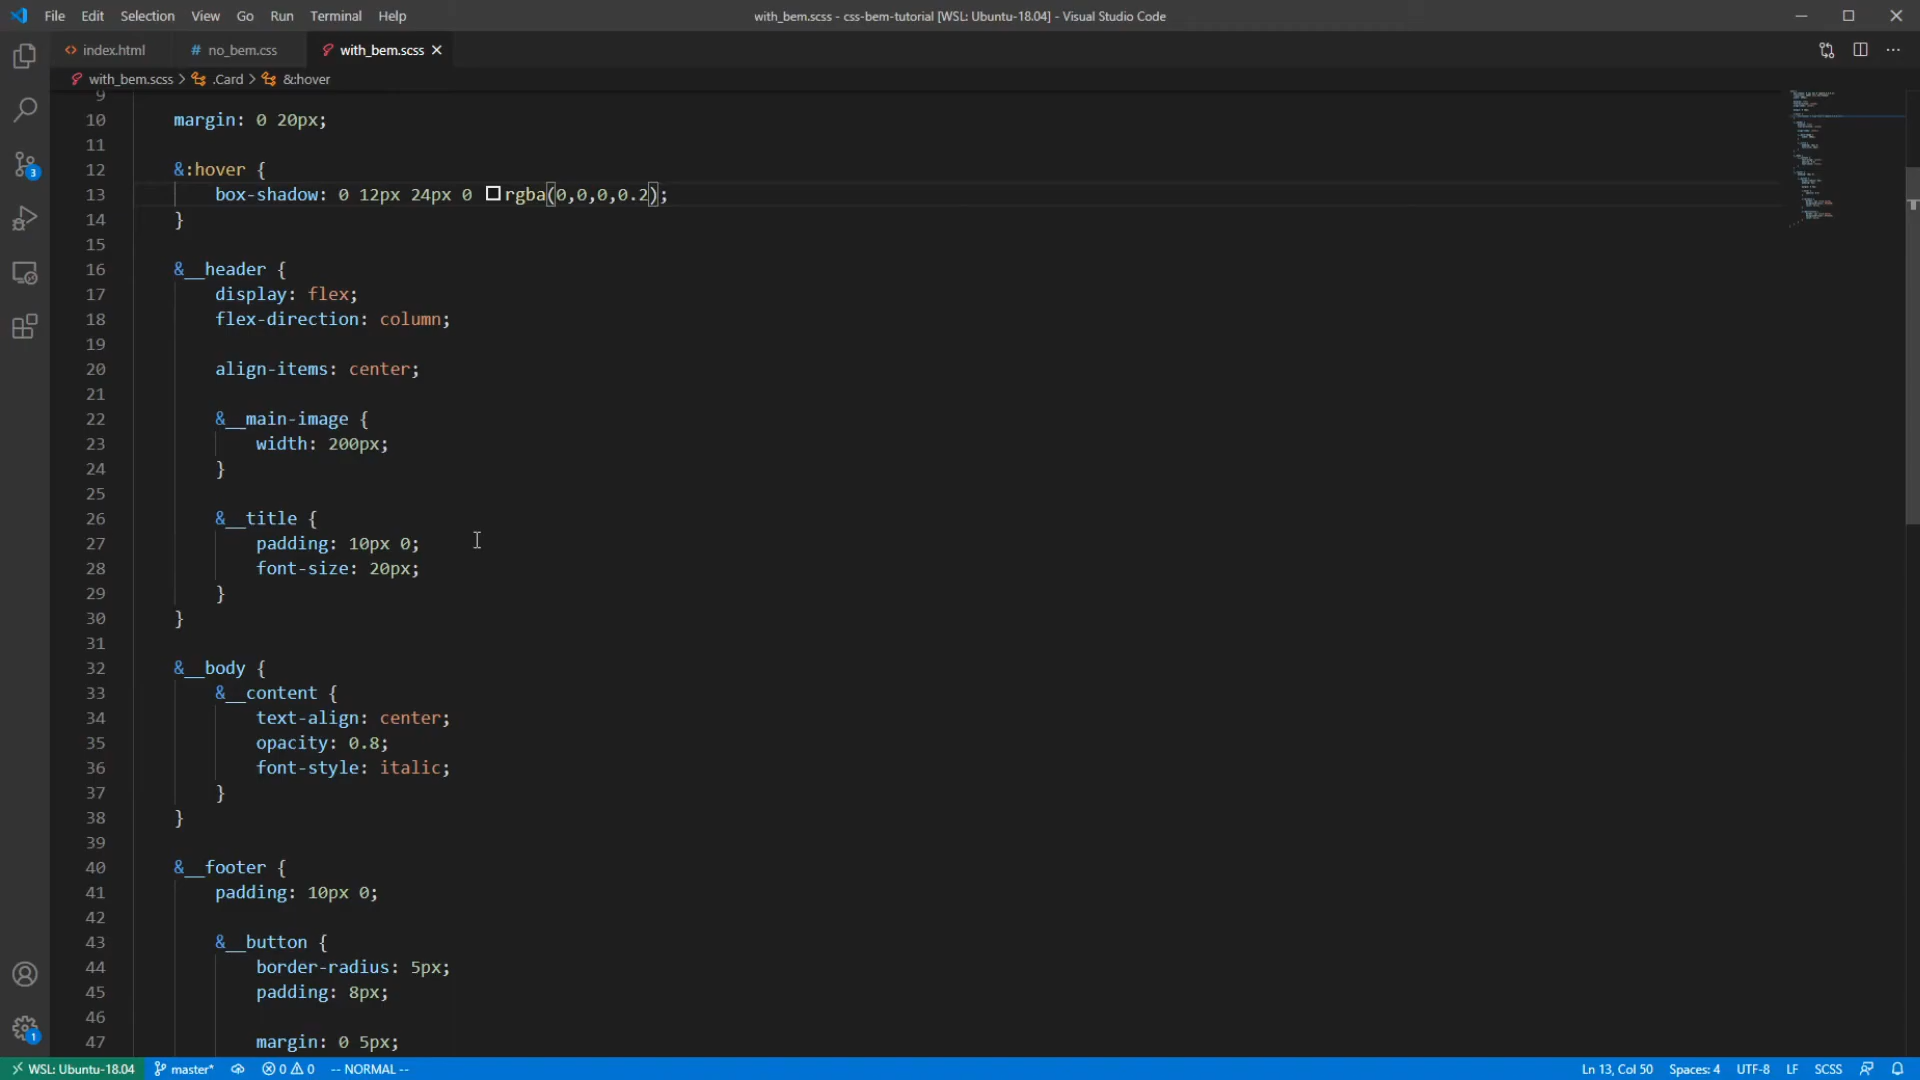 File Edit Selection View Go Run Terminal Help with_bem.scss - css-bem-tutorial [WSL: Ubuntu-18.04] - Visual Studio Code
index.html # no_bem.css with_bem.scss
with_bem.scss > .Card > &:hover
9
10 margin: 0 20px;
11
12 &:hover {
13 box-shadow: 0 12px 24px 0 rgba(0,0,0,0.2);
14 }
15
16 &__header {
17 display: flex;
18 flex-direction: column;
19
20 align-items: center;
21
22 &__main-image {
23 width: 200px;
24 }
25
26 &__title {
27 padding: 10px 0;
28 font-size: 20px;
29 }
30 }
31
32 &__body {
33 &__content {
34 text-align: center;
35 opacity: 0.8;
36 font-style: italic;
37 }
38 }
39
40 &__footer {
41 padding: 10px 0;
42
43 &__button {
44 border-radius: 5px;
45 padding: 8px;
46
47 margin: 0 5px;
3
1
WSL: Ubuntu-18.04 master* 0 0 -- NORMAL -- Ln 13, Col 50 Spaces: 4 UTF-8 LF SCSS